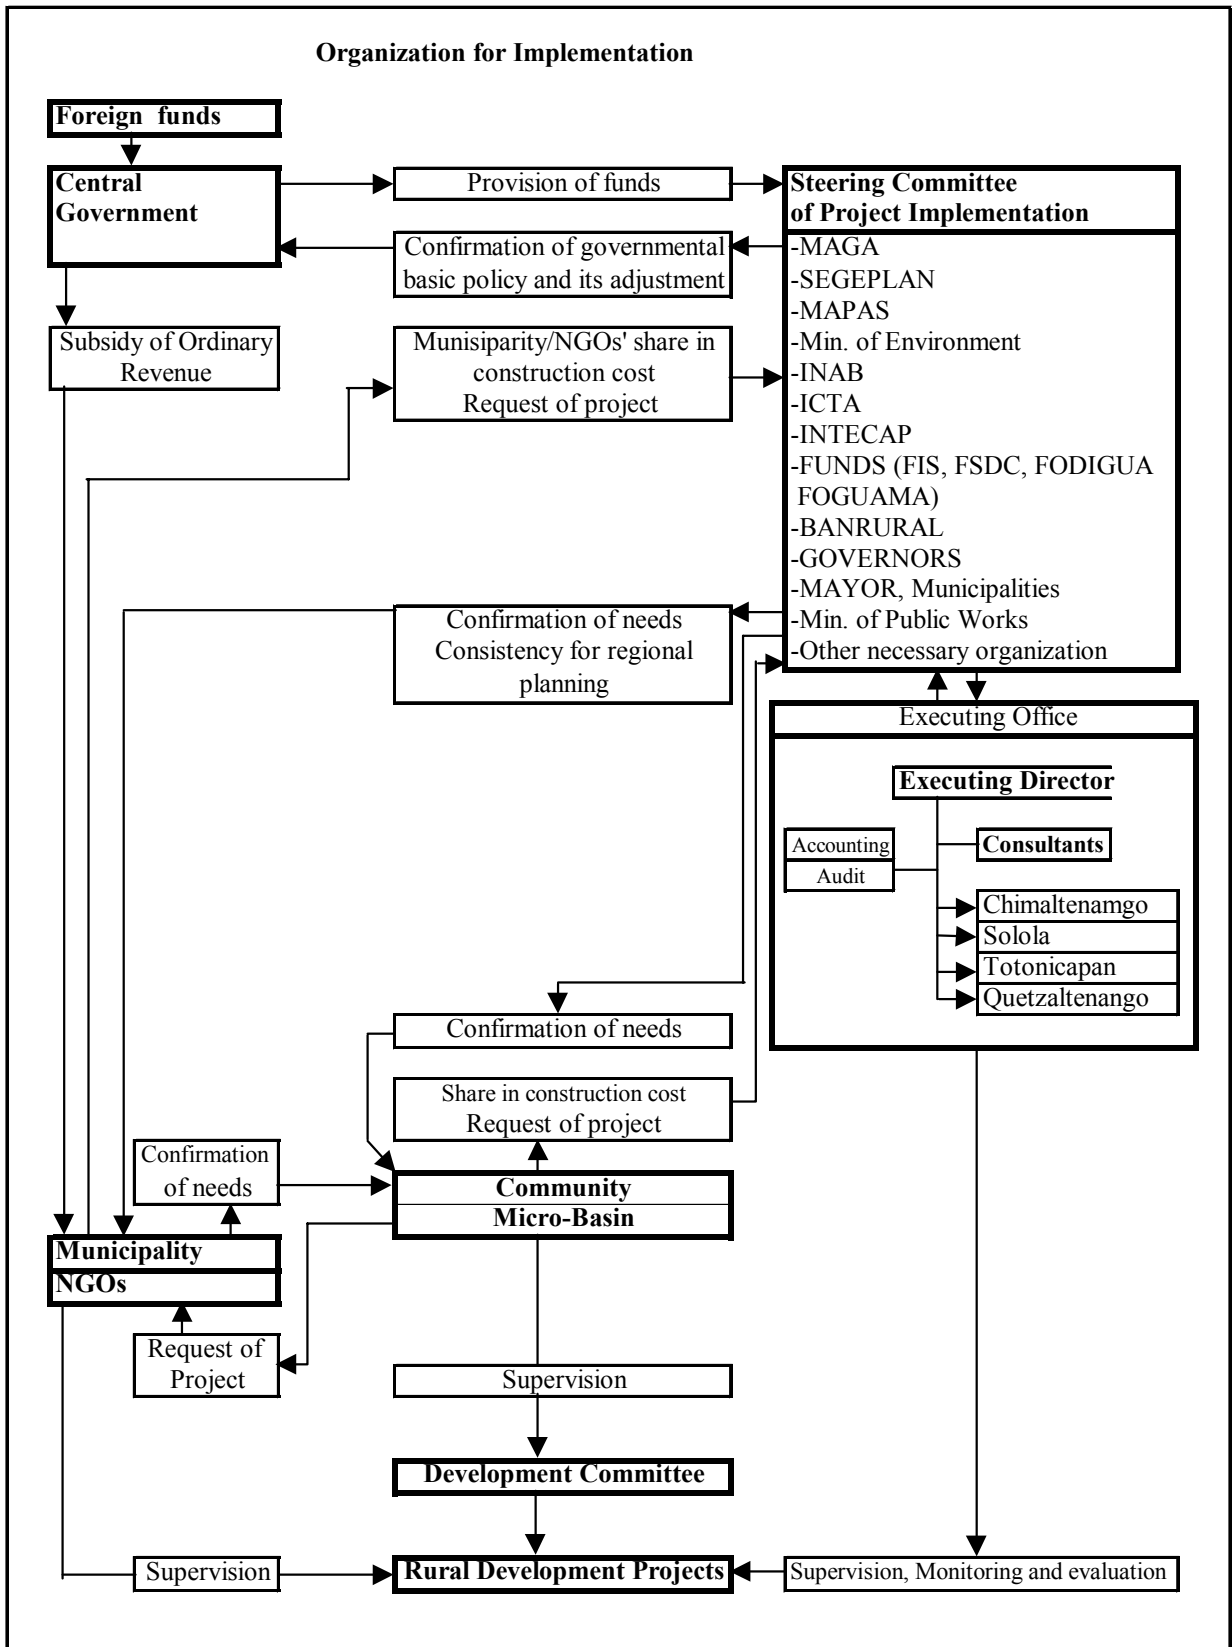 Organization for Implementation
Foreign funds
Central
Government
Provision of funds
Steering Committee
of Project Implementation
Confirmation of governmental
basic policy and its adjustment
-MAGA
-SEGEPLAN
-MAPAS
-Min. of Environment
-INAB
-ICTA
-INTECAP
-FUNDS (FIS, FSDC, FODIGUA
FOGUAMA)
-BANRURAL
-GOVERNORS
-MAYOR, Municipalities
-Min. of Public Works
-Other necessary organization
Subsidy of Ordinary
Revenue
Munisiparity/NGOs' share in
construction cost
Request of project
Confirmation of needs
Consistency for regional
planning
Executing Office
Executing Director
Accounting
Audit
Consultants
Chimaltenamgo
Solola
Totonicapan
Quetzaltenango
Confirmation of needs
Share in construction cost
Request of project
Confirmation
of needs
Community
Micro-Basin
Municipality
NGOs
Request of
Project
Supervision
Development Committee
Supervision
Rural Development Projects
Supervision, Monitoring and evaluation